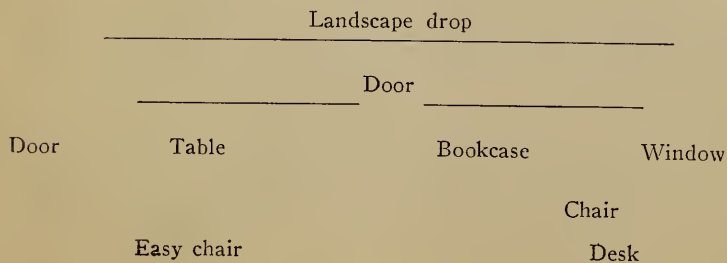 Landscape drop
Door
Door Table Bookcase Window
Chair
Easy chair Desk